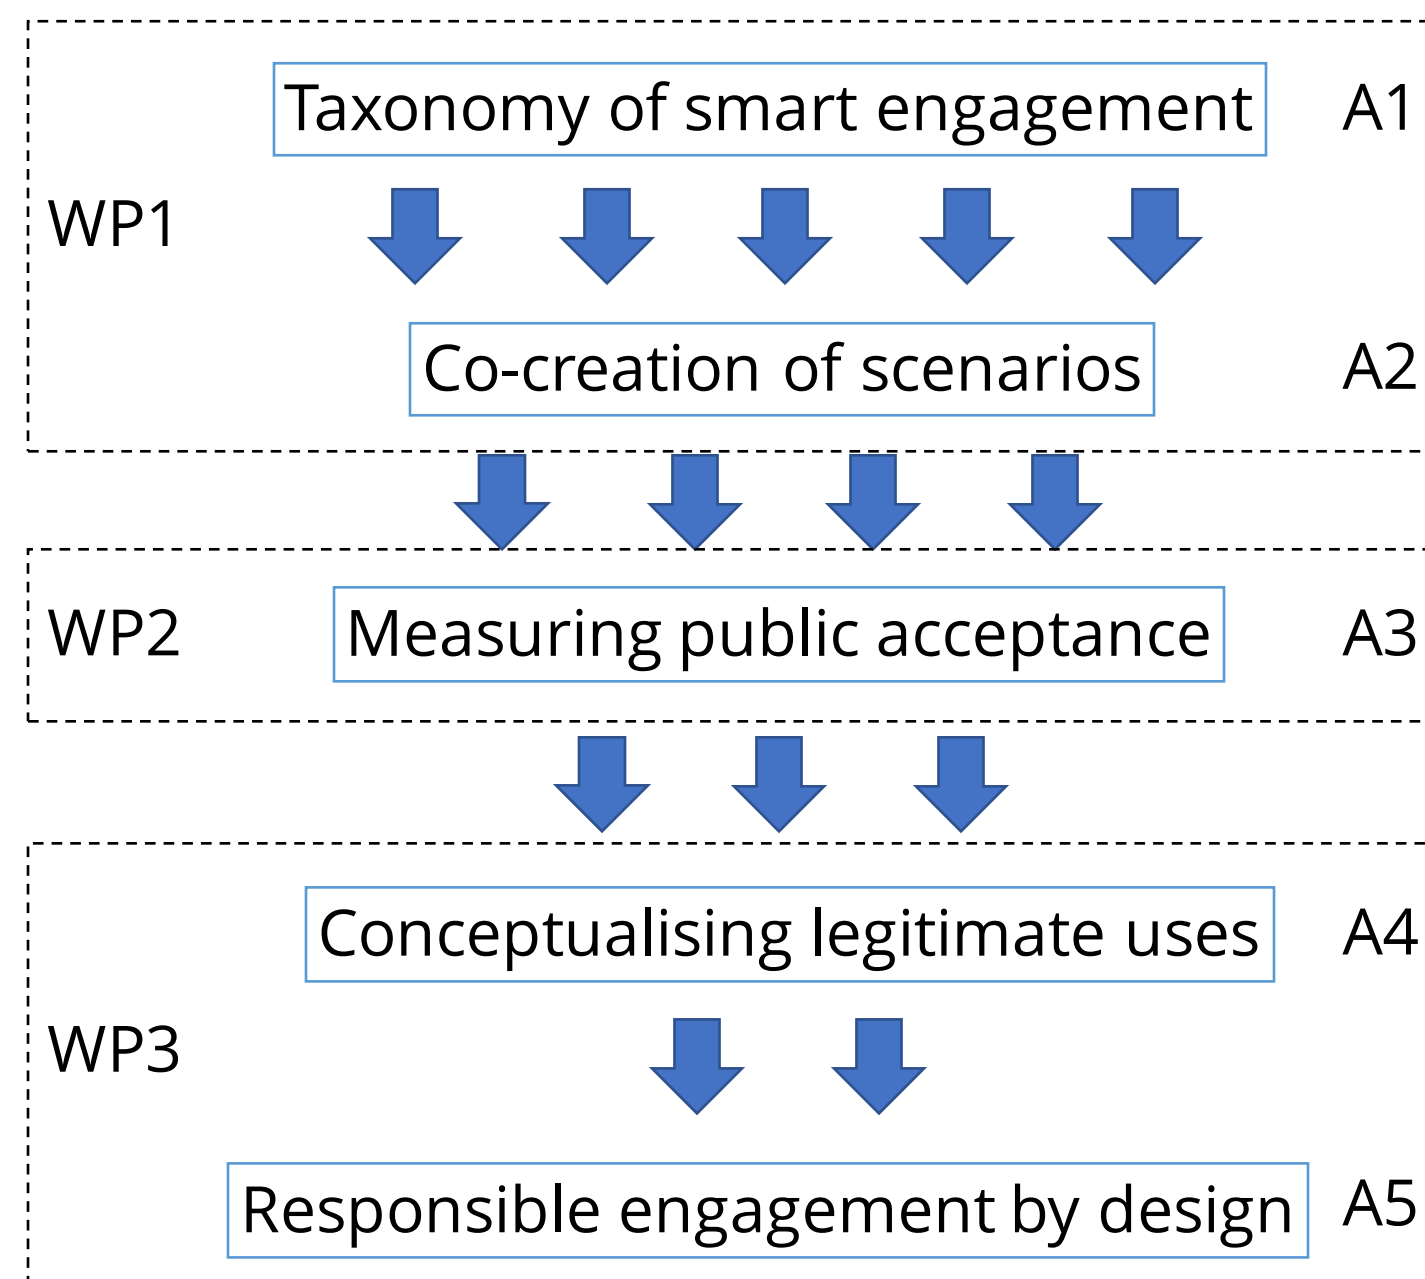 Taxonomy of smart engagement A1
WP1
Co-creation of scenarios A2
WP2 Measuring public acceptance A3
Conceptualising legitimate uses A4
WP3
Responsible engagement by design A5